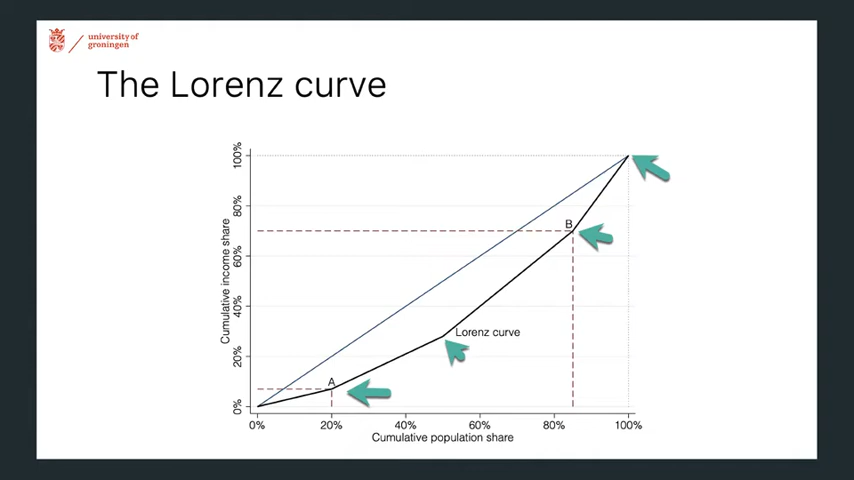 university of
groningen
The Lorenz curve
Cumulative income share
100%
80%
60%
40%
20%
0%
B
Lorenz curve
A
0%
20%
40%
60%
80%
100%
Cumulative population share